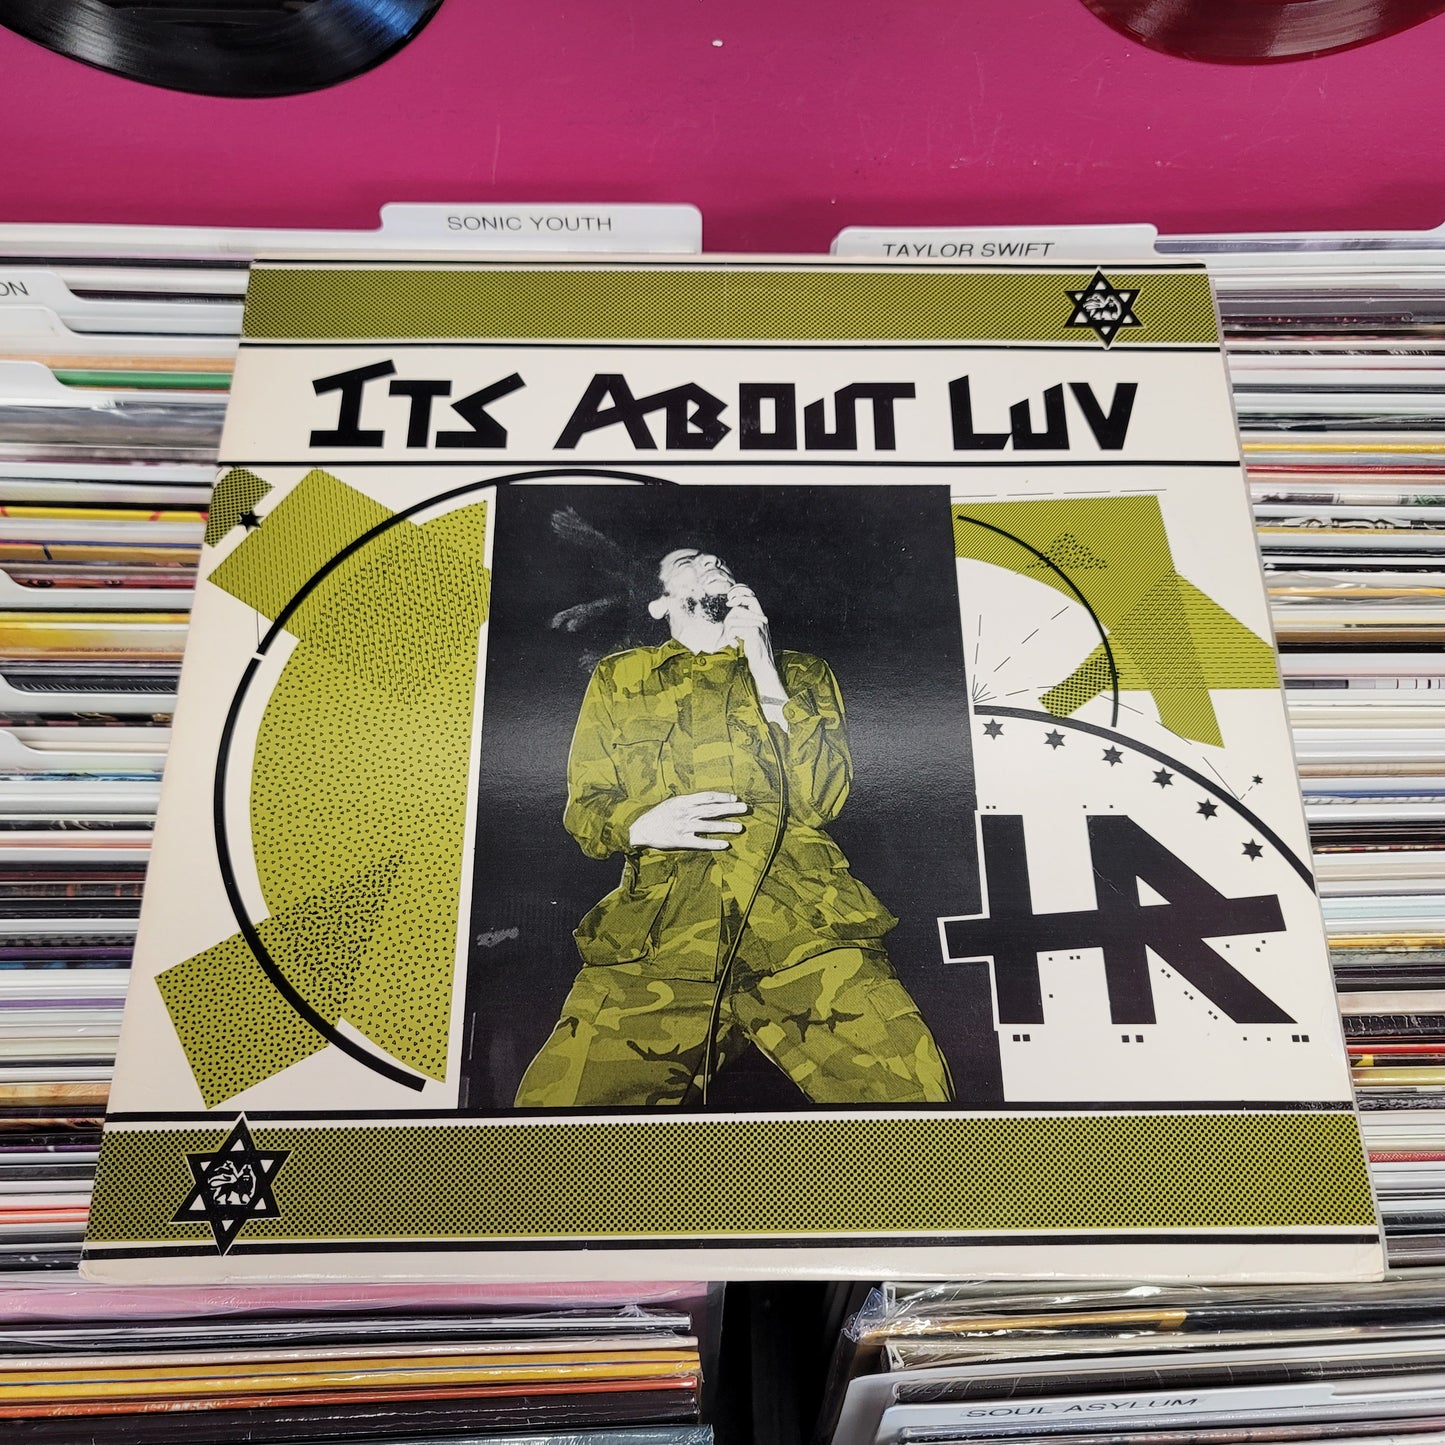 SONIC YOUTH
TAYLOR SWIFT
ON
ITS ABOUT LUV
HR
SOUL ASYLUM